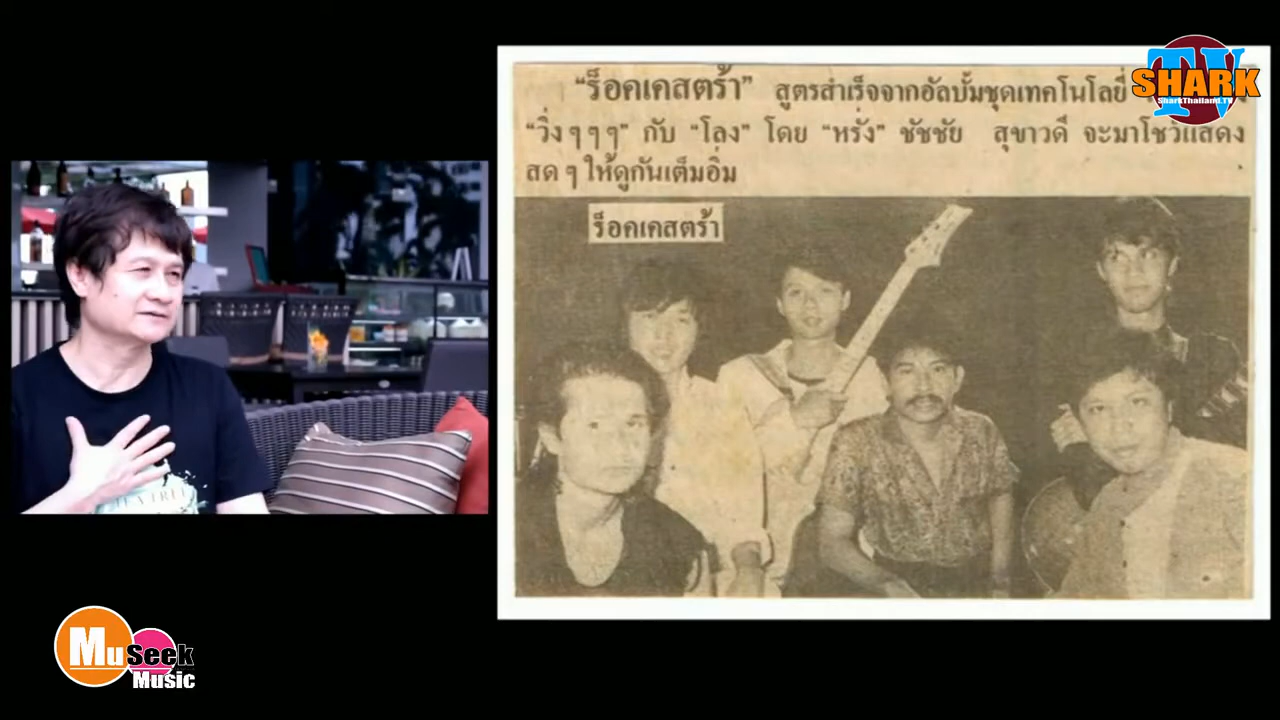 "ร็อคเคสตร้า" สูตรสำเร็จจากอัลบั้มชุดเทคโนโลยี่
"วิ่ง ๆ ๆ ๆ" กับ "โลง" โดย "หรั่ง" ชัชชัย สุขาวดี จะมาโชว์แสดง
สด ๆ ให้ดูกันเต็มอิ่ม
ร็อคเคสตร้า
TV
SHARK
SharkThailand.TV
TEA TREE
MuSeek
Music